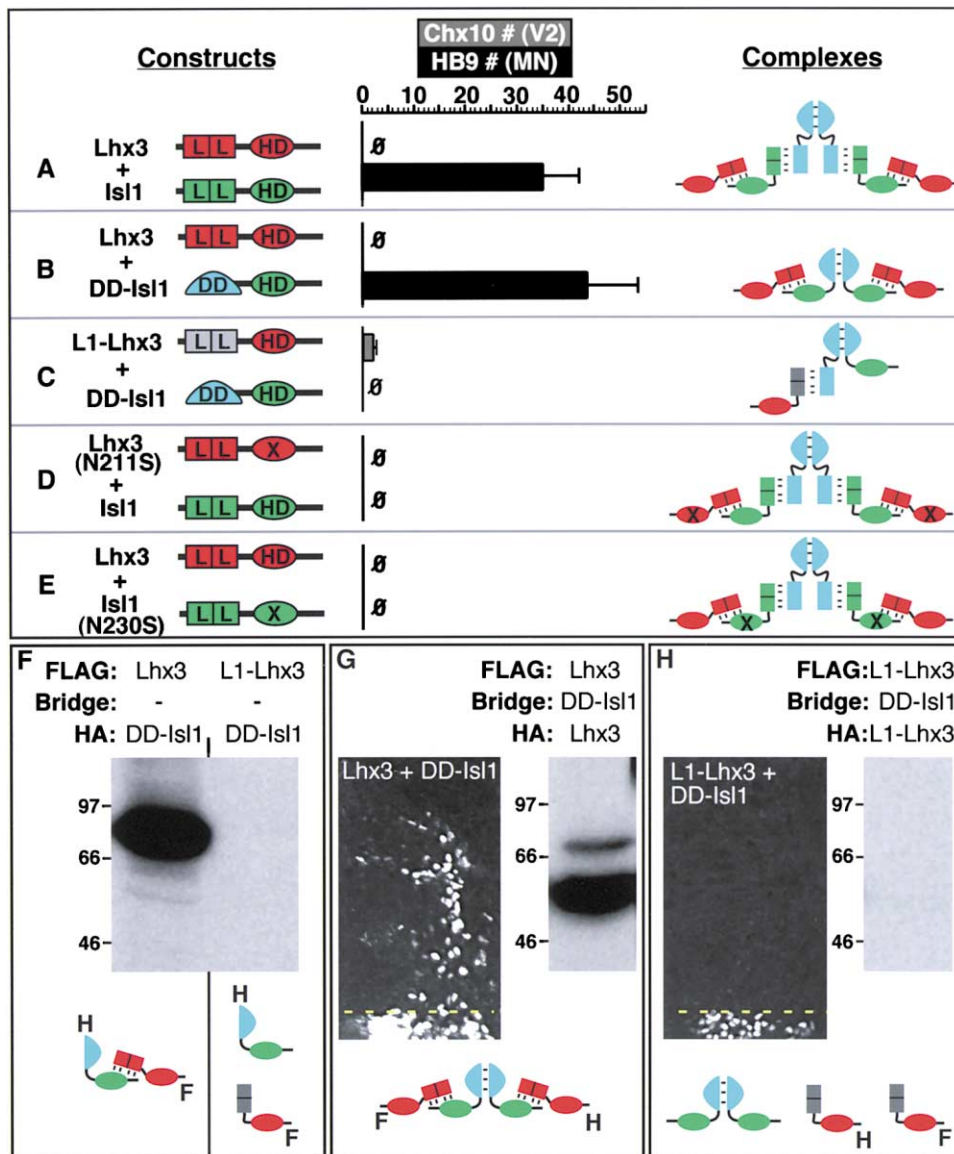 Constructs
Chx10 # (V2)
HB9 # (MN)
Complexes
0 10 20 30 40 50
A
Lhx3
+
Isl1
L L HD
L L HD
Ø
B
Lhx3
+
DD-Isl1
L L HD
DD HD
Ø
C
L1-Lhx3
+
DD-Isl1
L L HD
DD HD
Ø
D
Lhx3
(N211S)
+
Isl1
L L X
L L HD
Ø
Ø
X X
E
Lhx3
+
Isl1
(N230S)
L L HD
L L X
Ø
Ø
X X
F
FLAG: Lhx3 L1-Lhx3
Bridge: - -
HA: DD-Isl1 DD-Isl1
97
66
46
H
F
H
F
G
FLAG: Lhx3
Bridge: DD-Isl1
HA: Lhx3
Lhx3 + DD-Isl1
97
66
46
F H
H
FLAG: L1-Lhx3
Bridge: DD-Isl1
HA: L1-Lhx3
L1-Lhx3 +
DD-Isl1
97
66
46
H F